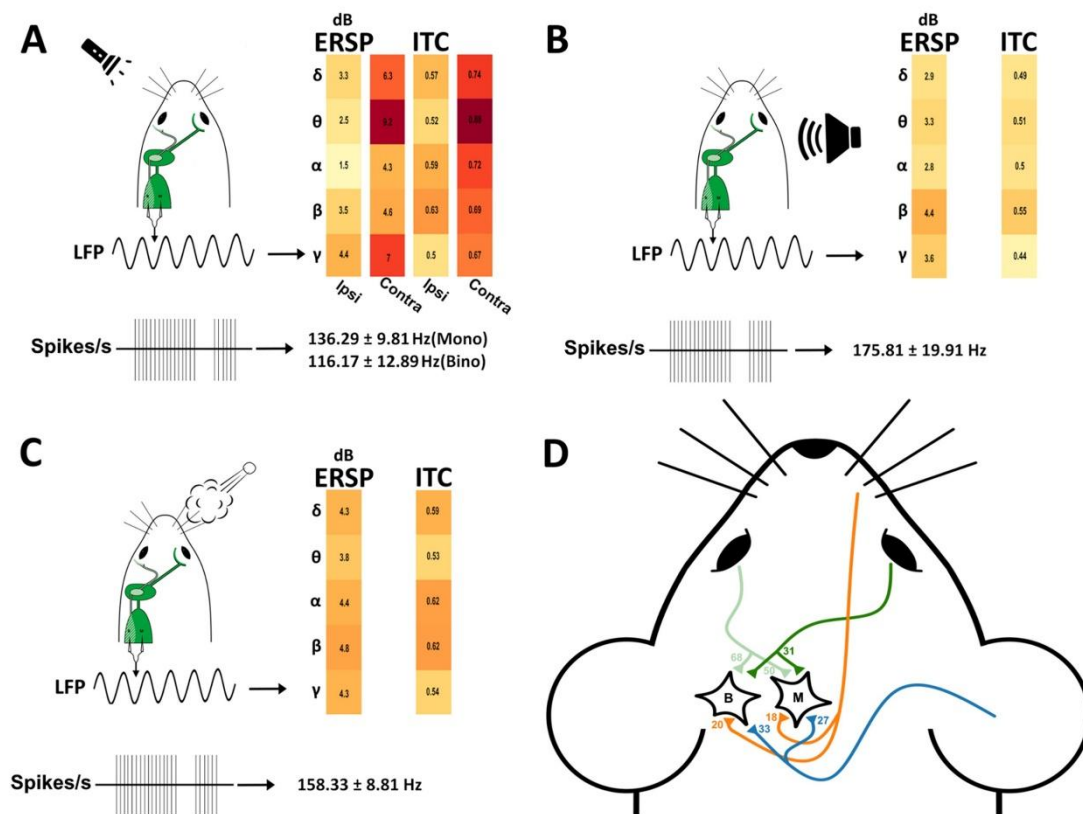 A
dB
ERSP ITC
δ 3.3 6.3 0.57 0.74
θ 2.5 0.52
α 1.5 4.3 0.59 0.72
β 3.5 4.6 0.63 0.69
γ 4.4 7 0.5 0.67
Ipsi Contra Ipsi Contra
LFP
Spikes/s
136.29 ± 9.81 Hz(Mono)
116.17 ± 12.89 Hz(Bino)
B
dB
ERSP ITC
δ 2.9 0.49
θ 3.3 0.51
α 2.8 0.5
β 4.4 0.55
γ 3.6 0.44
LFP
Spikes/s
175.81 ± 19.91 Hz
C
dB
ERSP ITC
δ 4.3 0.59
θ 3.8 0.53
α 4.4 0.62
β 4.8 0.62
γ 4.3 0.54
LFP
Spikes/s
158.33 ± 8.81 Hz
D
31
68
50
B M
20 33 18 27